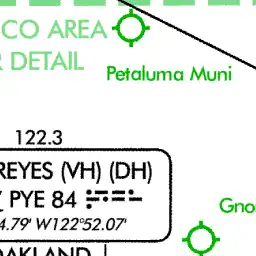 CO AREA
R DETAIL
Petaluma Muni
122.3
REYES (VH) (DH)
PYE 84
4.79' W122°52.07'
Gno
OAKLAND